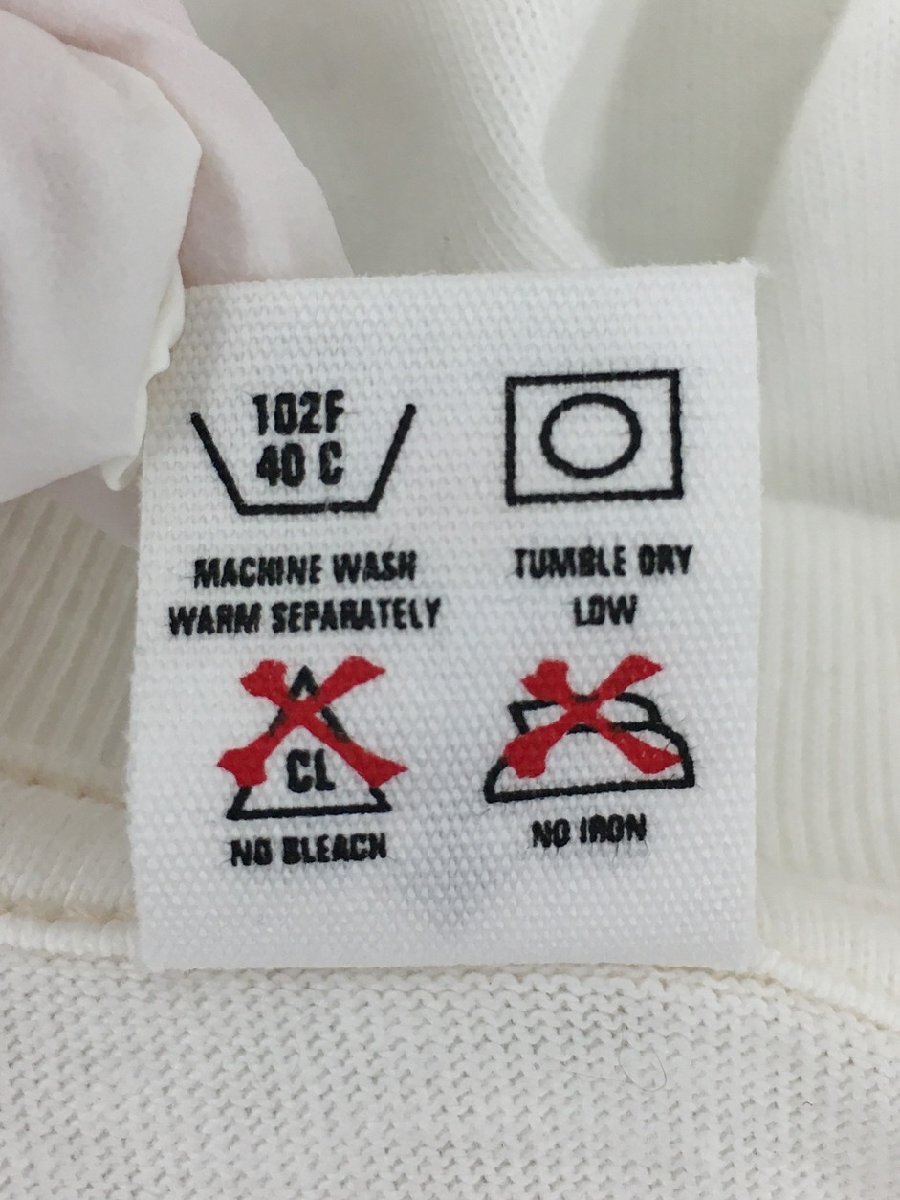 102F
40 C
MACHINE WASH
WARM SEPARATELY
TUMBLE DRY
LOW
CL
NO BLEACH
NO IRON